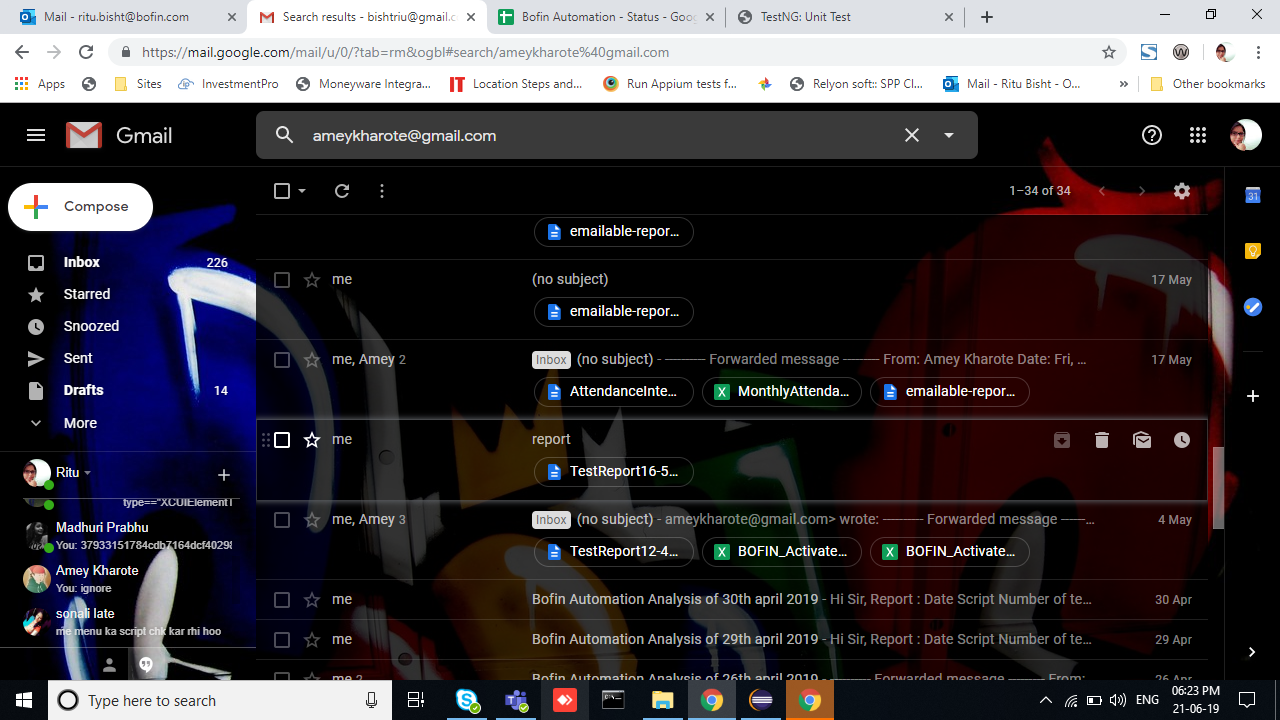 Mail - ritu.bisht@bofin.com
Search results - bishtriu@gmail.c
Bofin Automation - Status - Goo
TestNG: Unit Test
https://mail.google.com/mail/u/0/?tab=rm&ogbl#search/ameykharote%40gmail.com
Apps
Sites
InvestmentPro
Moneyware Integra...
Location Steps and...
Run Appium tests f...
Relyon soft:: SPP Cl...
Mail - Ritu Bisht - O...
Other bookmarks
Gmail
ameykharote@gmail.com
Compose
1–34 of 34
Inbox 226
Starred
Snoozed
Sent
Drafts 14
More
Ritu
type=="XCUIElementT
Madhuri Prabhu
You: 37933151784cdb7164dcf40298
Amey Kharote
You: ignore
sonali late
me menu ka script chk kar rhi hoo
emailable-repor...
me (no subject) 17 May
emailable-repor...
me, Amey 2 Inbox (no subject) - ---------- Forwarded message --------- From: Amey Kharote Date: Fri, ... 17 May
AttendanceInte... MonthlyAttenda... emailable-repor...
me report
TestReport16-5...
me, Amey 3 Inbox (no subject) - ameykharote@gmail.com> wrote: ---------- Forwarded message ------... 4 May
TestReport12-4... BOFIN_Activate... BOFIN_Activate...
me Bofin Automation Analysis of 30th april 2019 - Hi Sir, Report : Date Script Number of te... 30 Apr
me Bofin Automation Analysis of 29th april 2019 - Hi Sir, Report : Date Script Number of te... 29 Apr
me 2 Bofin Automation Analysis of 26th april 2019 - ---------- Forwarded message --------- From: 26 Apr
31
Type here to search
ENG
06:23 PM
21-06-19